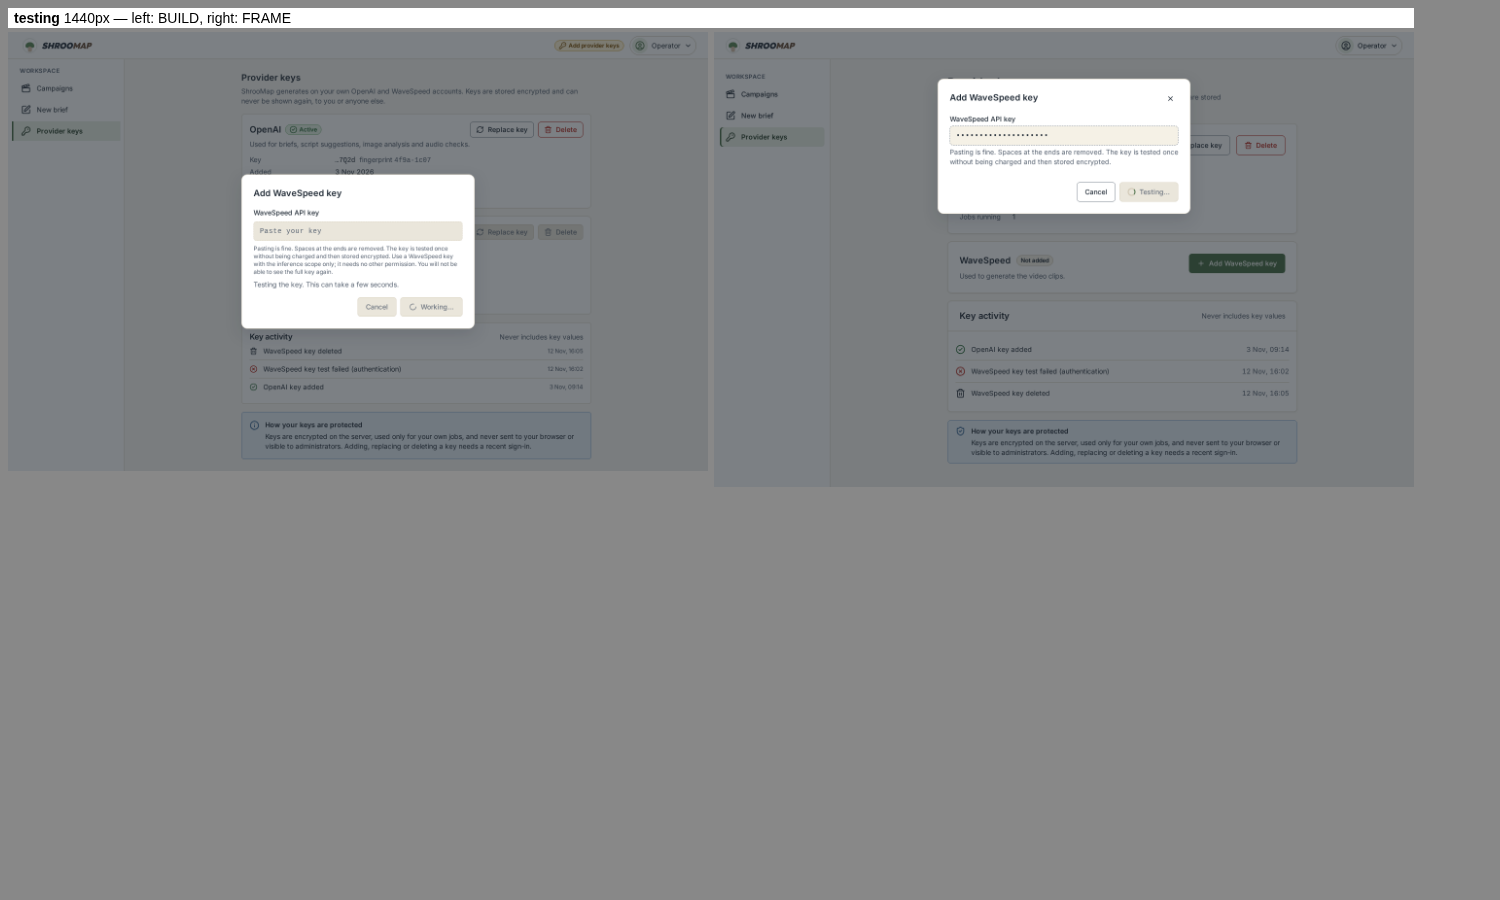 testing 1440px — left: BUILD, right: FRAME
SHROOMAP
Add provider keys
Operator
WORKSPACE
Campaigns
New brief
Provider keys
Provider keys
ShrooMap generates on your own OpenAI and WaveSpeed accounts. Keys are stored encrypted and can
never be shown again, to you or anyone else.
OpenAI
Active
Replace key
Delete
Used for briefs, script suggestions, image analysis and audio checks.
Key
fingerprint
Added
3 Nov 2026
Replace key
Delete
Add WaveSpeed key
WaveSpeed API key
Paste your key
Pasting is fine. Spaces at the ends are removed. The key is tested once
without being charged and then stored encrypted. Use a WaveSpeed key
with the inference scope only; it needs no other permission. You will not be
able to see the full key again.
Testing the key. This can take a few seconds.
Cancel
Working...
Key activity
Never includes key values
WaveSpeed key deleted
12 Nov, 16:05
WaveSpeed key test failed (authentication)
12 Nov, 16:02
OpenAI key added
3 Nov, 09:14
How your keys are protected
Keys are encrypted on the server, used only for your own jobs, and never sent to your browser or
visible to administrators. Adding, replacing or deleting a key needs a recent sign-in.
SHROOMAP
Operator
WORKSPACE
Campaigns
New brief
Provider keys
re stored
place key
Delete
Add WaveSpeed key
WaveSpeed API key
Pasting is fine. Spaces at the ends are removed. The key is tested once
without being charged and then stored encrypted.
Cancel
Testing...
Jobs running 1
WaveSpeed
Not added
Add WaveSpeed key
Used to generate the video clips.
Key activity
Never includes key values
OpenAI key added
3 Nov, 09:14
WaveSpeed key test failed (authentication)
12 Nov, 16:02
WaveSpeed key deleted
12 Nov, 16:05
How your keys are protected
Keys are encrypted on the server, used only for your own jobs, and never sent to your browser or
visible to administrators. Adding, replacing or deleting a key needs a recent sign-in.